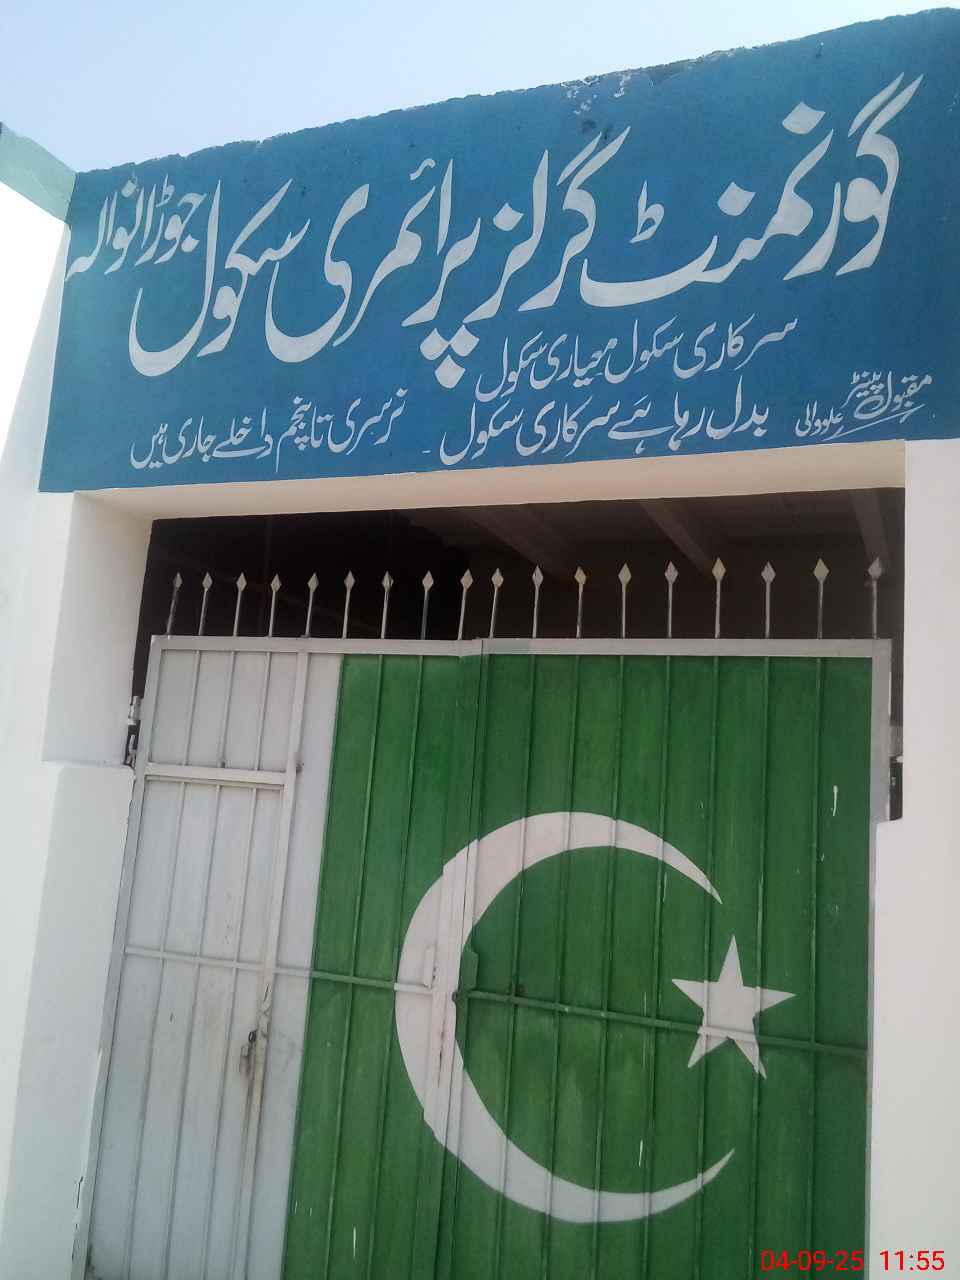 گورنمنٹ گرلز پرائمری سکول جوڑانوالہ
سرکاری سکول معیاری سکول
بدل رہا ہے سرکاری سکول نرسری تا پنجم داخلے جاری ہیں
مقبول پینٹر علووالی
04-09-25 11:55